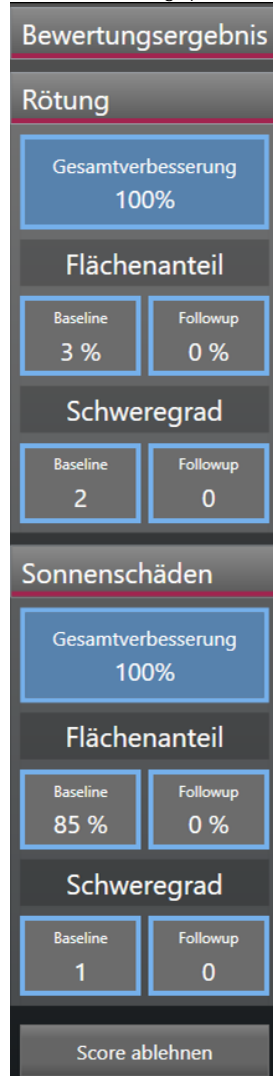 Bewertungsergebnis
Rötung
Gesamtverbesserung
100%
Flächenanteil
Baseline Followup
3 % 0 %
Schweregrad
Baseline Followup
2 0
Sonnenschäden
Gesamtverbesserung
100%
Flächenanteil
Baseline Followup
85 % 0 %
Schweregrad
Baseline Followup
1 0
Score ablehnen